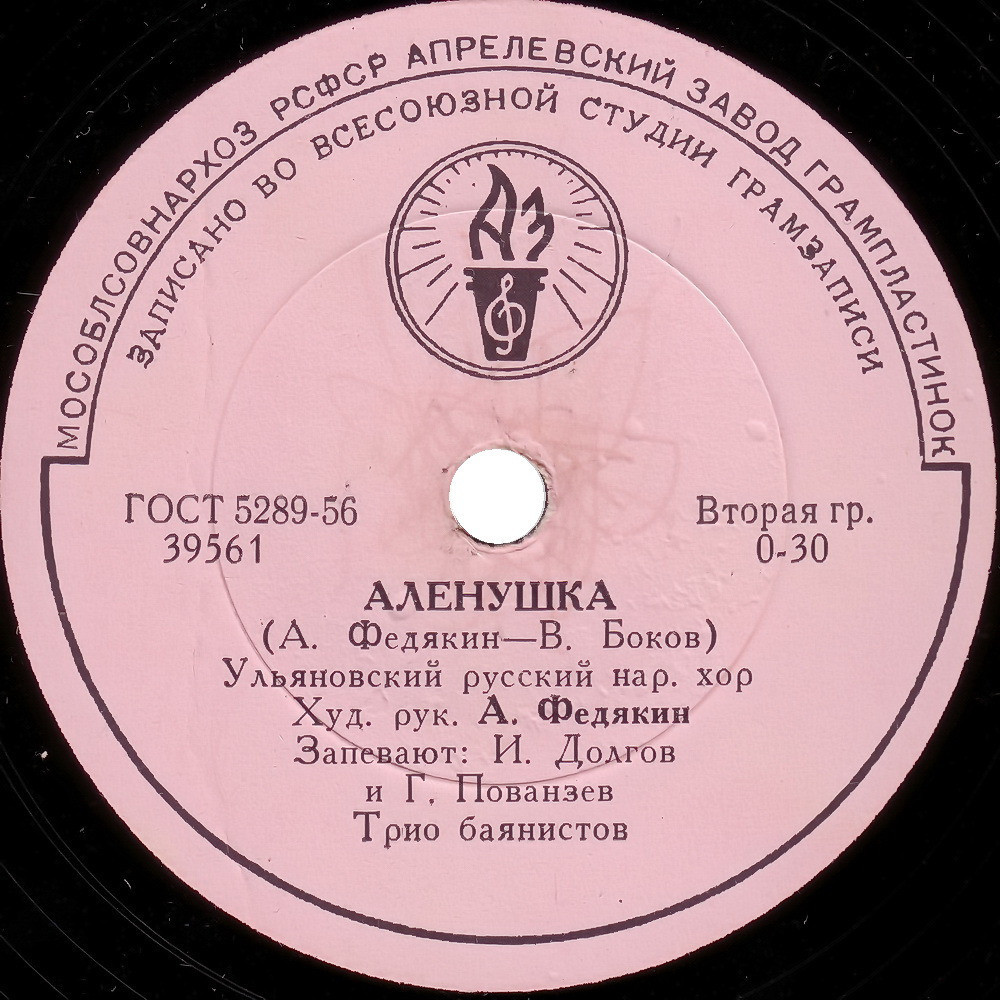 МОСОБЛСОВНАРХОЗ РСФСР АПРЕЛЕВСКИЙ ЗАВОД ГРАМПЛАСТИНОК
ЗАПИСАНО ВО ВСЕСОЮЗНОЙ СТУДИИ ГРАМЗАПИСИ
АЗ
ГОСТ 5289-56
39561
Вторая гр.
0-30
АЛЕНУШКА
(А. Федякин—В. Боков)
Ульяновский русский нар. хор
Худ. рук. А. Федякин
Запевают: И. Долгов
и Г. Пованзев
Трио баянистов